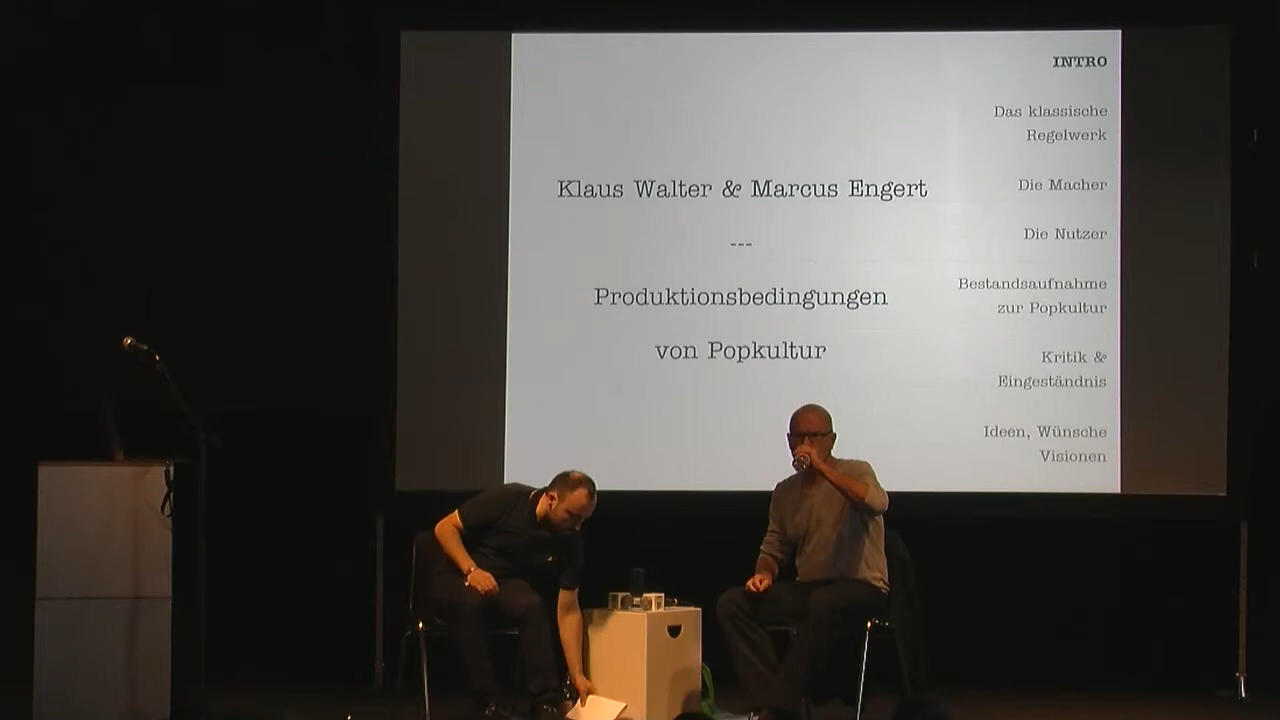 INTRO
Das klassische
Regelwerk
Klaus Walter & Marcus Engert
Die Macher
---
Die Nutzer
Produktionsbedingungen
Bestandsaufnahme
zur Popkultur
von Popkultur
Kritik &
Eingeständnis
Ideen, Wünsche
Visionen